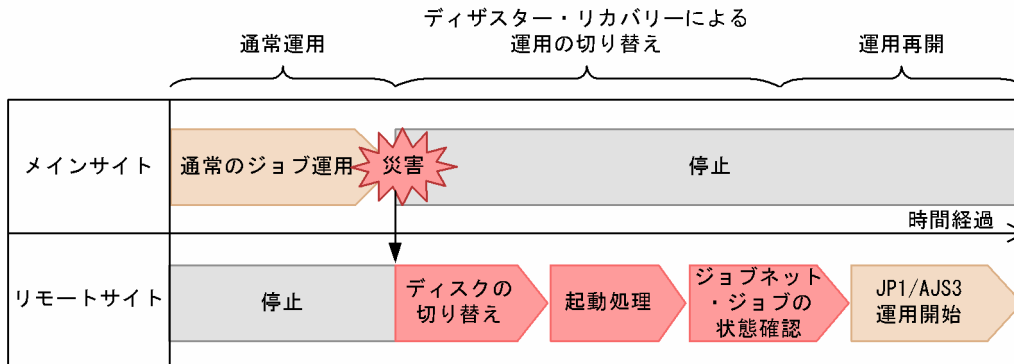 ディザスター・リカバリーによる
通常運用
運用の切り替え
運用再開
メインサイト
通常のジョブ運用
災害
停止
時間経過
リモートサイト
停止
ディスクの
切り替え
起動処理
ジョブネット
・ジョブの
状態確認
JP1/AJS3
運用開始